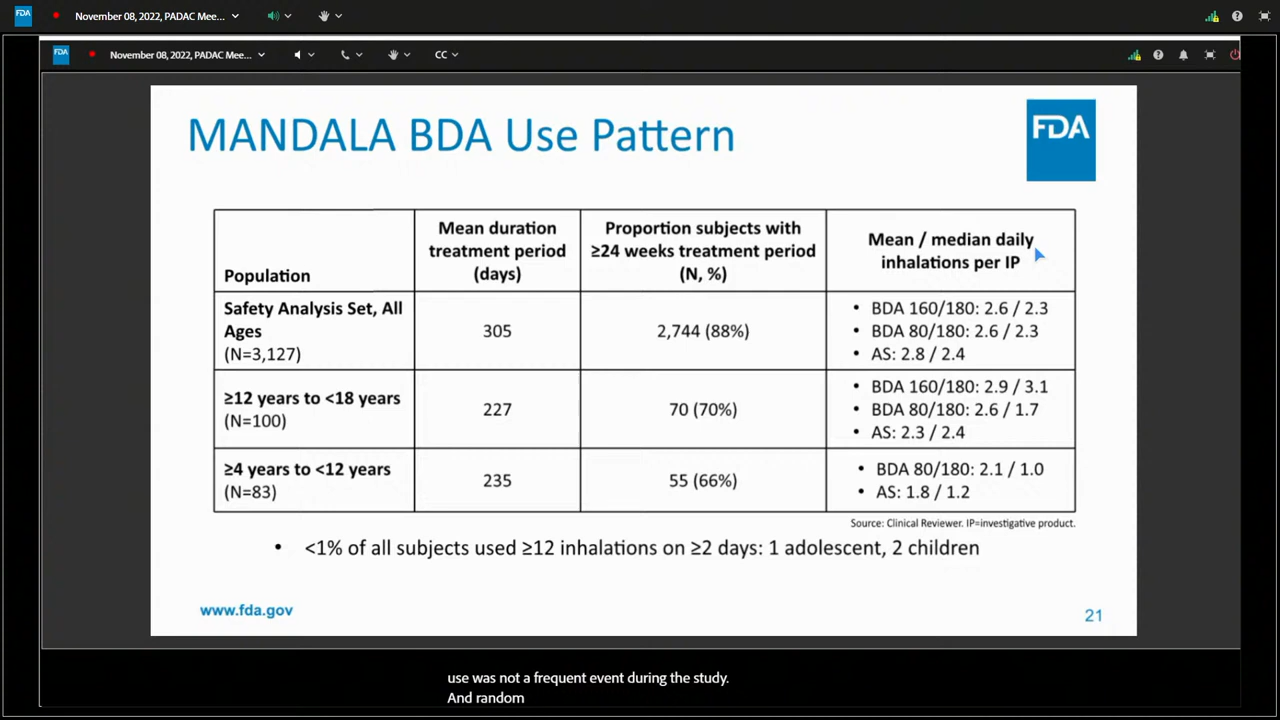 FDA
November 08, 2022, PADAC Mee...
FDA
November 08, 2022, PADAC Mee...
CC
MANDALA BDA Use Pattern
FDA
Population
Mean duration
treatment period
(days)
Proportion subjects with
≥24 weeks treatment period
(N, %)
Mean / median daily
inhalations per IP
Safety Analysis Set, All
Ages
(N=3,127)
305
2,744 (88%)
• BDA 160/180: 2.6 / 2.3
• BDA 80/180: 2.6 / 2.3
• AS: 2.8 / 2.4
≥12 years to <18 years
(N=100)
227
70 (70%)
• BDA 160/180: 2.9 / 3.1
• BDA 80/180: 2.6 / 1.7
• AS: 2.3 / 2.4
≥4 years to <12 years
(N=83)
235
55 (66%)
• BDA 80/180: 2.1 / 1.0
• AS: 1.8 / 1.2
Source: Clinical Reviewer. IP=investigative product.
• <1% of all subjects used ≥12 inhalations on ≥2 days: 1 adolescent, 2 children
www.fda.gov
21
use was not a frequent event during the study.
And random